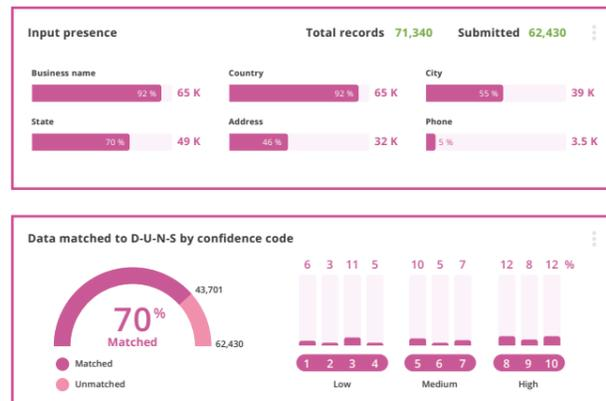 Input presence
Total records 71,340 Submitted 62,430
Business name Country City
92 % 65 K 92 % 65 K 55 % 39 K
State Address Phone
70 % 49 K 46 % 32 K 5 % 3.5 K
Data matched to D-U-N-S by confidence code
6 3 11 5 10 5 7 12 8 12 %
43,701
70%
Matched
62,430
Matched
Unmatched
1 2 3 4 5 6 7 8 9 10
Low Medium High